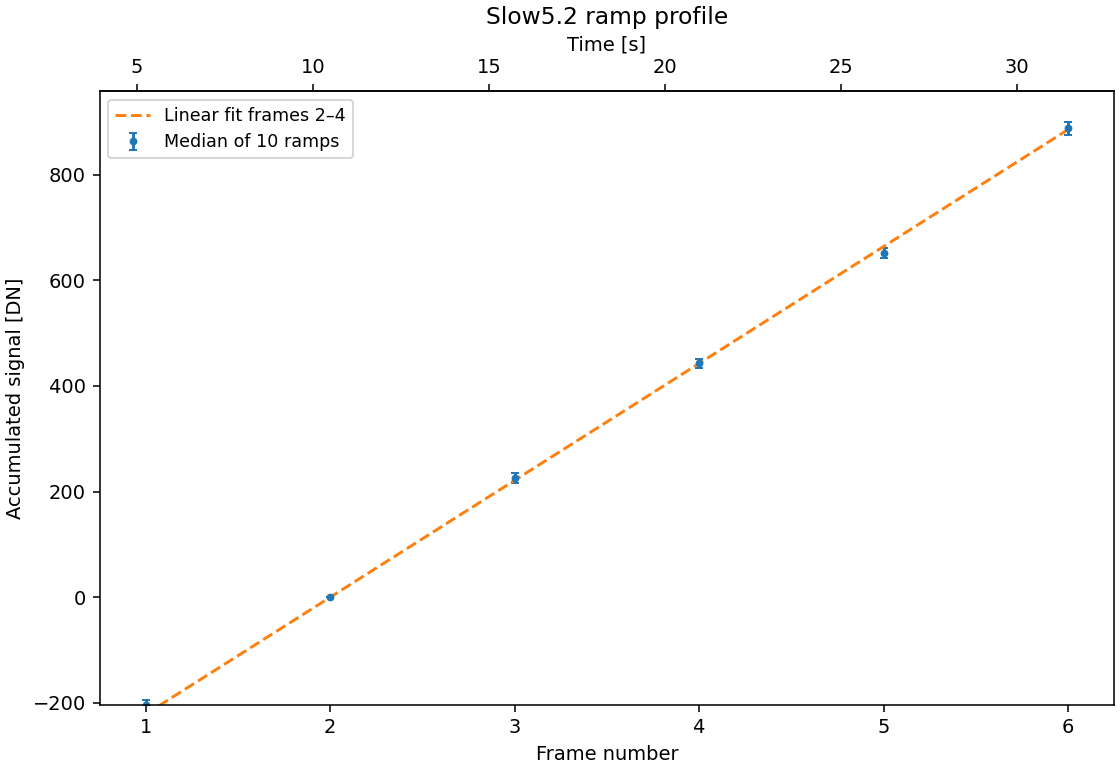 Slow5.2 ramp profile
Time [s]
5 10 15 20 25 30
Linear fit frames 2–4
Median of 10 ramps
800
600
400
200
0
−200
Accumulated signal [DN]
1 2 3 4 5 6
Frame number